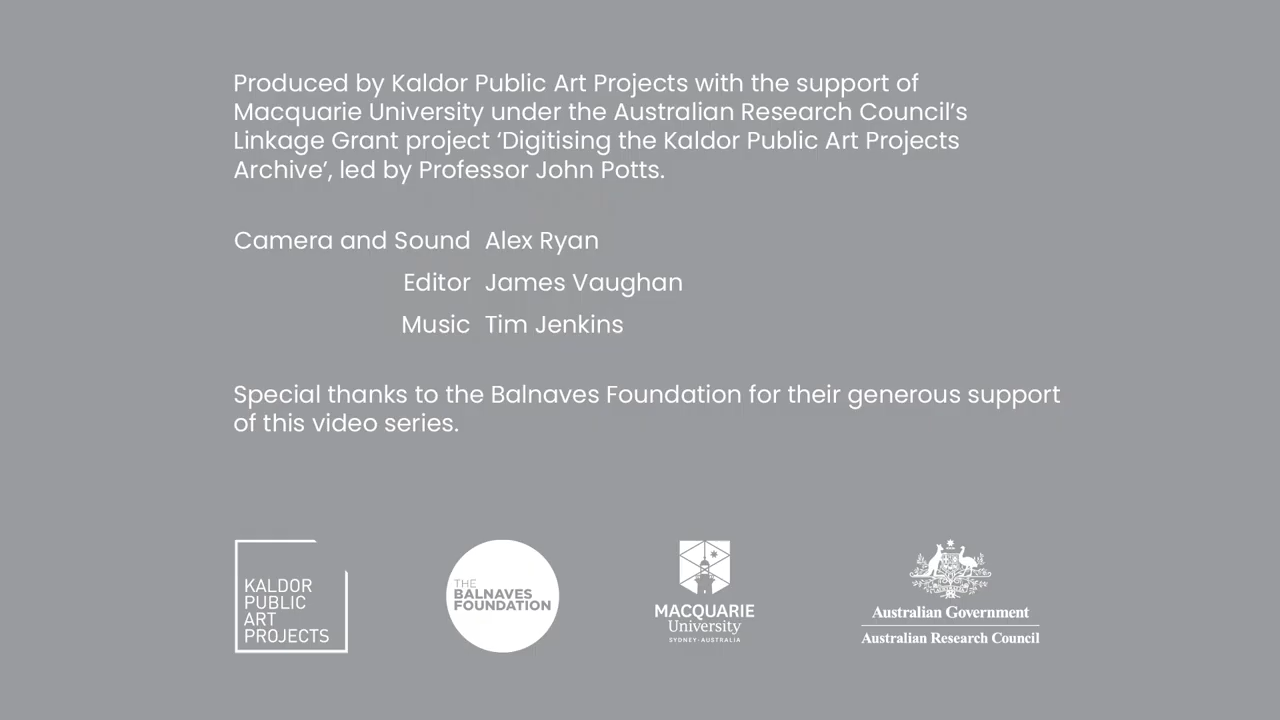 Produced by Kaldor Public Art Projects with the support of
Macquarie University under the Australian Research Council’s
Linkage Grant project ‘Digitising the Kaldor Public Art Projects
Archive’, led by Professor John Potts.
Camera and Sound Alex Ryan
Editor James Vaughan
Music Tim Jenkins
Special thanks to the Balnaves Foundation for their generous support
of this video series.
KALDOR
PUBLIC
ART
PROJECTS
THE
BALNAVES
FOUNDATION
MACQUARIE
University
SYDNEY·AUSTRALIA
Australian Government
Australian Research Council